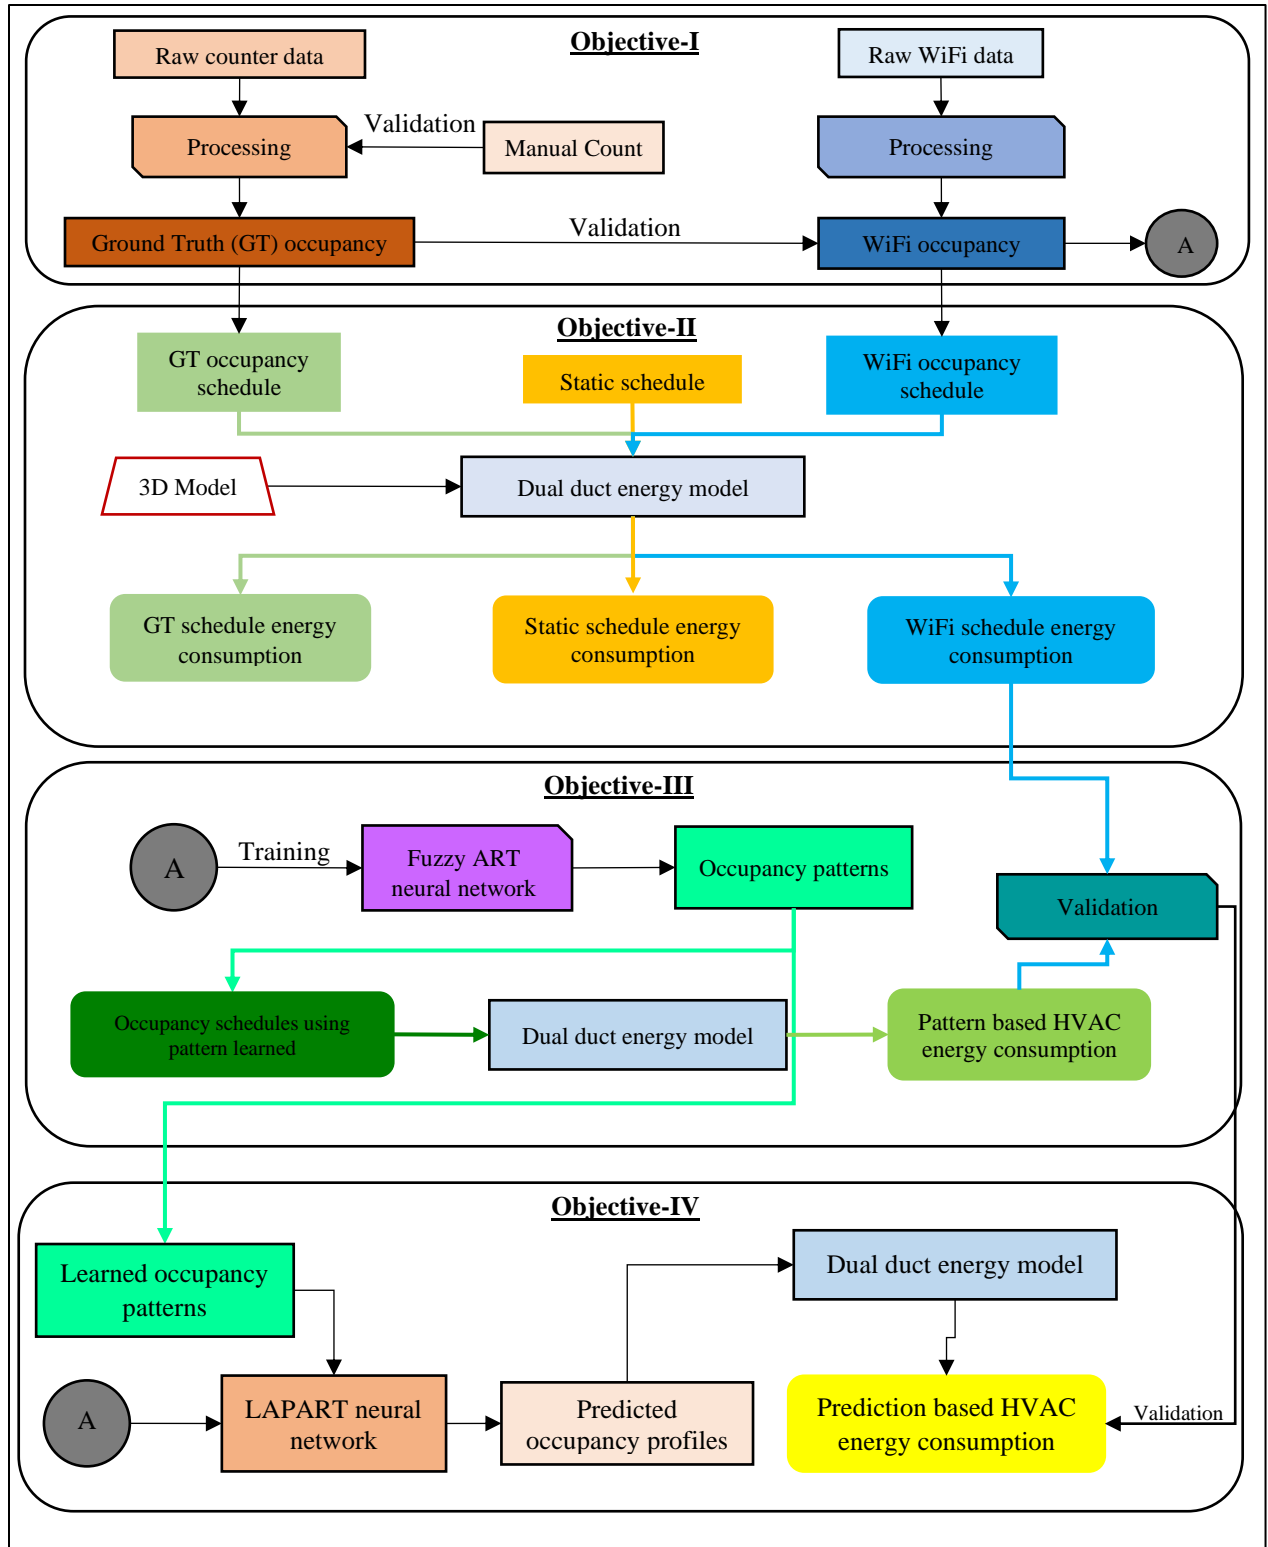 Objective-I
Raw counter data
Raw WiFi data
Validation
Processing
Manual Count
Processing
Ground Truth (GT) occupancy
Validation
WiFi occupancy
A
Objective-II
GT occupancy
schedule
Static schedule
WiFi occupancy
schedule
3D Model
Dual duct energy model
GT schedule energy
consumption
Static schedule energy
consumption
WiFi schedule energy
consumption
Objective-III
A
Training
Fuzzy ART
neural network
Occupancy patterns
Validation
Occupancy schedules using
pattern learned
Dual duct energy model
Pattern based HVAC
energy consumption
Objective-IV
Learned occupancy
patterns
Dual duct energy model
A
LAPART neural
network
Predicted
occupancy profiles
Prediction based HVAC
energy consumption
Validation